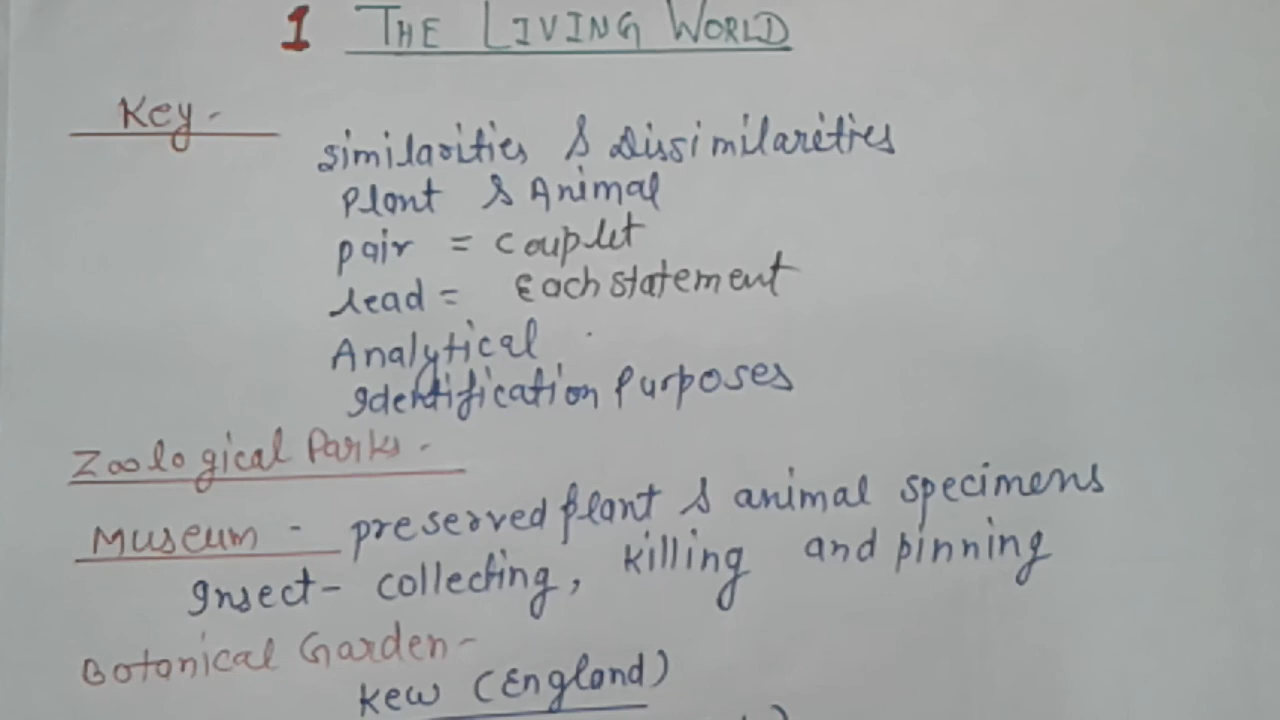 1 THE LIVING WORLD
Key -
Similarities & Dissimilarities
Plant & Animal
pair = couplet
lead = Each statement
Analytical
Identification Purposes
Zoological Parks -
Museum - preserved plant & animal specimens
Insect - collecting, killing and pinning
Botanical Garden -
Kew (England)